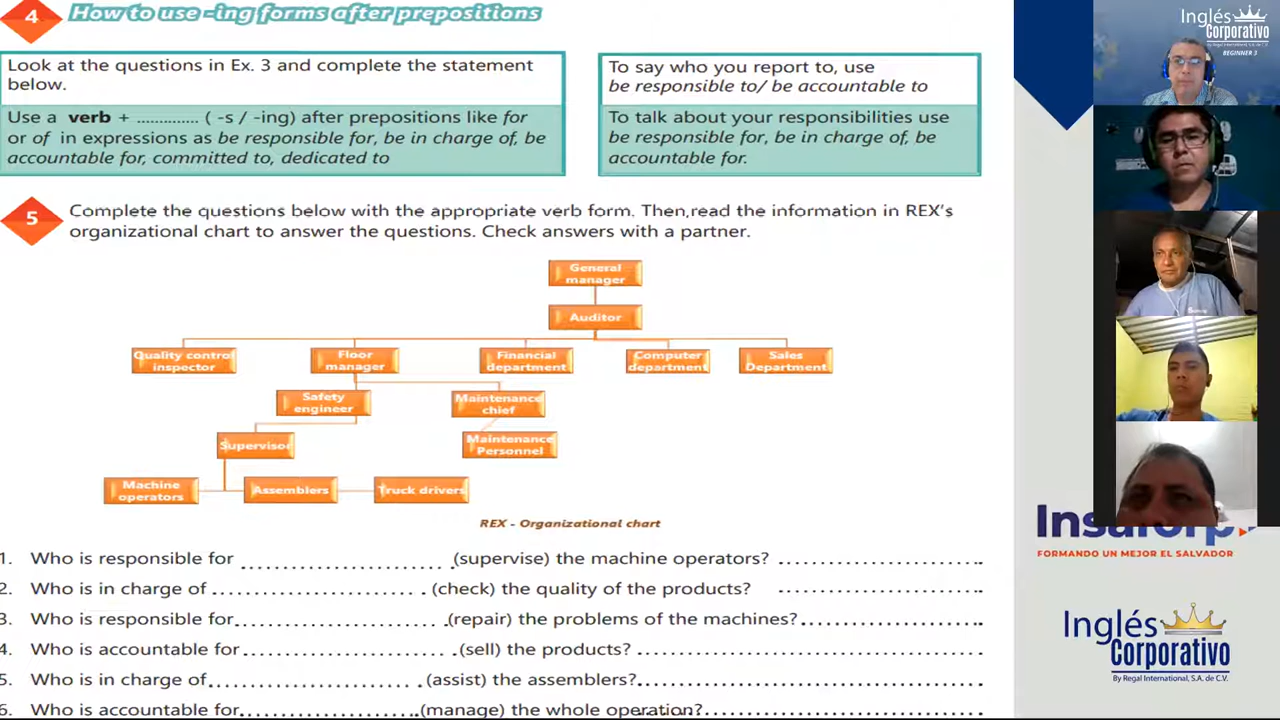 4
How to use -ing forms after prepositions
Look at the questions in Ex. 3 and complete the statement
below.
Use a verb + .............. ( -s / -ing) after prepositions like for
or of in expressions as be responsible for, be in charge of, be
accountable for, committed to, dedicated to
To say who you report to, use
be responsible to/ be accountable to
To talk about your responsibilities use
be responsible for, be in charge of, be
accountable for.
5
Complete the questions below with the appropriate verb form. Then,read the information in REX's
organizational chart to answer the questions. Check answers with a partner.
General
manager
Auditor
Quality control
inspector
Floor
manager
Financial
department
Computer
department
Sales
Department
Safety
engineer
Maintenance
chief
Supervisor
Maintenance
Personnel
Machine
operators
Assemblers
Truck drivers
REX - Organizational chart
1. Who is responsible for ............................ (supervise) the machine operators? ............................
2. Who is in charge of ............................ (check) the quality of the products? ............................
3. Who is responsible for ............................ (repair) the problems of the machines? ............................
4. Who is accountable for ............................ (sell) the products? ............................
5. Who is in charge of ............................ (assist) the assemblers? ............................
6. Who is accountable for ............................ (manage) the whole operation? ............................
Inglés
Corporativo
By Regal International, S.A. de C.V.
BEGINNER 3
FORMANDO UN MEJOR EL SALVADOR
Inglés
Corporativo
By Regal International, S.A. de C.V.